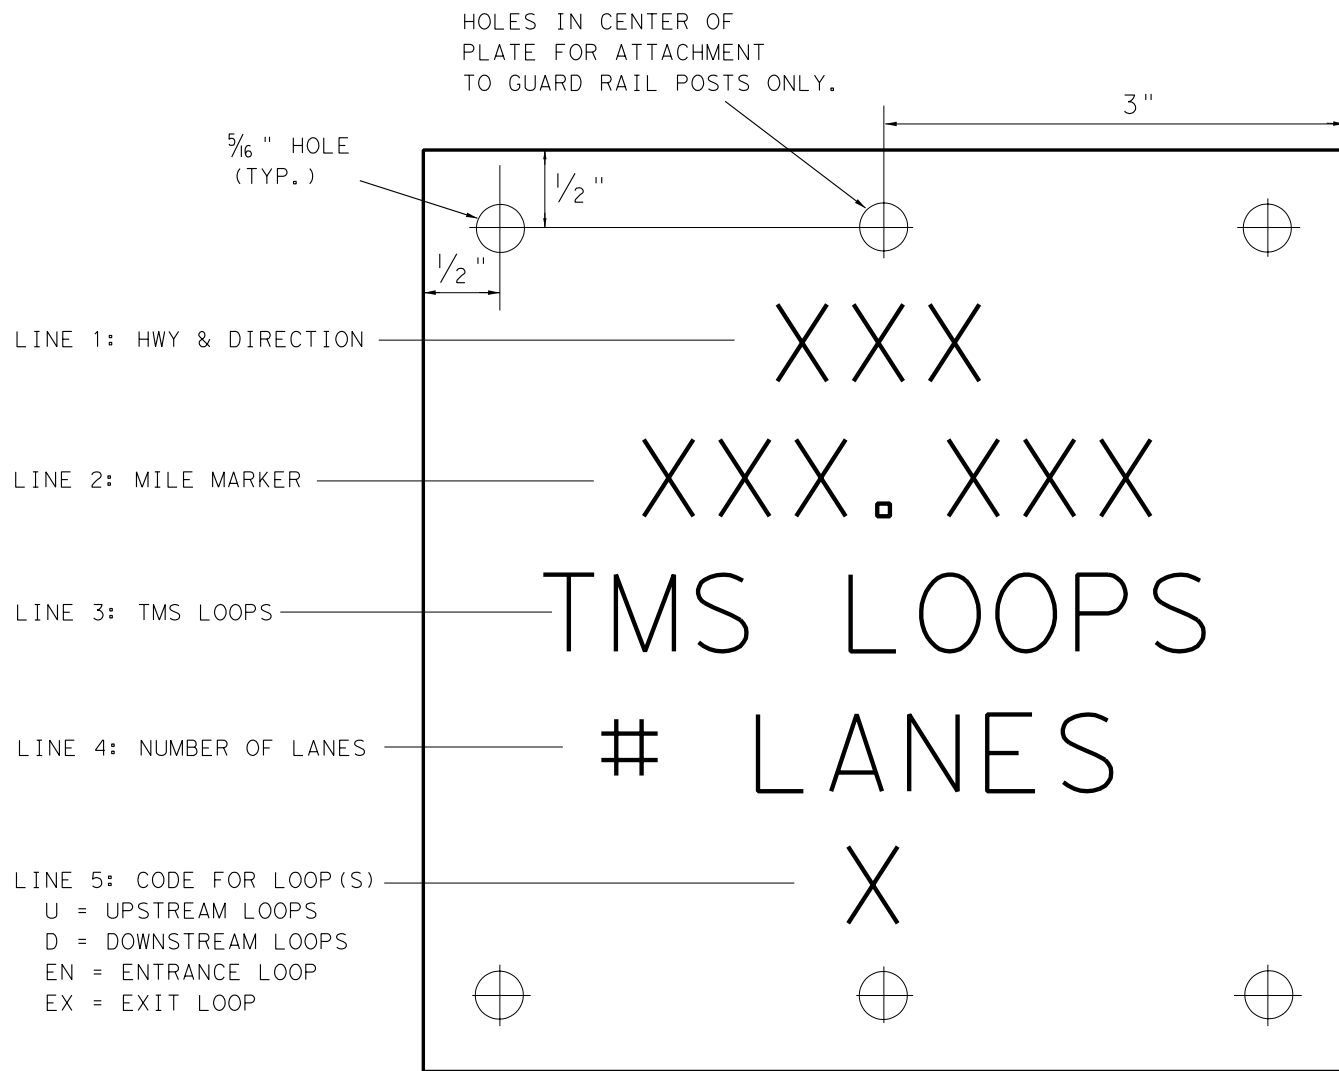 HOLES IN CENTER OF
PLATE FOR ATTACHMENT
TO GUARD RAIL POSTS ONLY.
3"
5/16" HOLE
(TYP.)
1/2"
1/2"
LINE 1: HWY & DIRECTION
XXX
LINE 2: MILE MARKER
XXX.XXX
LINE 3: TMS LOOPS
TMS LOOPS
LINE 4: NUMBER OF LANES
# LANES
LINE 5: CODE FOR LOOP(S)
X
U = UPSTREAM LOOPS
D = DOWNSTREAM LOOPS
EN = ENTRANCE LOOP
EX = EXIT LOOP